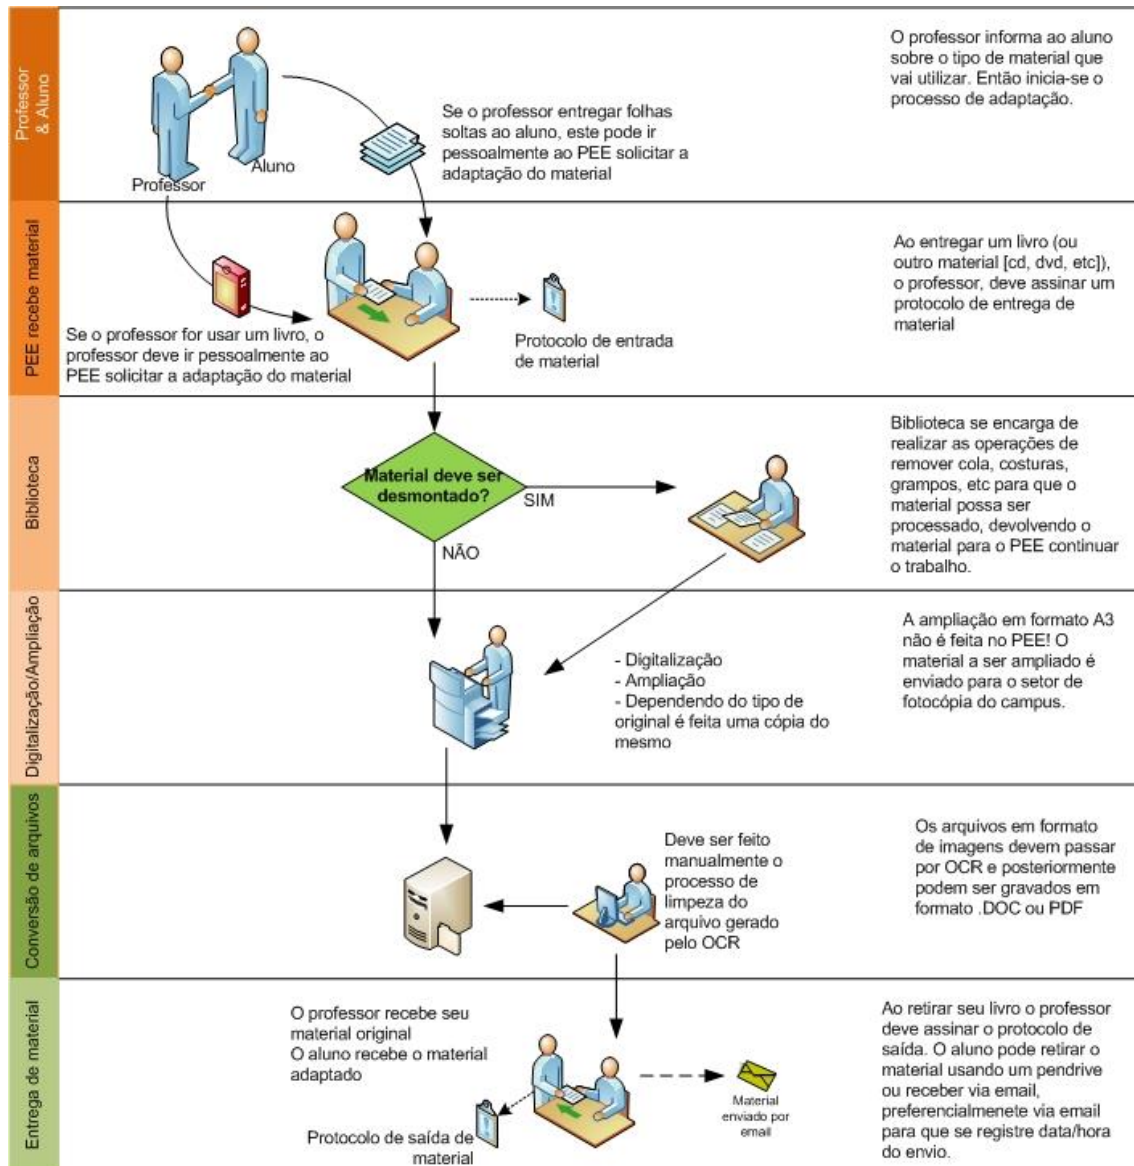 Professor
& Aluno
Professor
Aluno
Se o professor entregar folhas
soltas ao aluno, este pode ir
pessoalmente ao PEE solicitar a
adaptação do material
O professor informa ao aluno
sobre o tipo de material que
vai utilizar. Então inicia-se o
processo de adaptação.
PEE recebe material
Se o professor for usar um livro, o
professor deve ir pessoalmente ao
PEE solicitar a adaptação do material
Protocolo de entrada
de material
Ao entregar um livro (ou
outro material [cd, dvd, etc]),
o professor, deve assinar um
protocolo de entrega de
material
Biblioteca
Material deve ser
desmontado?
SIM
NÃO
Biblioteca se encarga de
realizar as operações de
remover cola, costuras,
grampos, etc para que o
material possa ser
processado, devolvendo o
material para o PEE continuar
o trabalho.
Digitalização/Ampliação
- Digitalização
- Ampliação
- Dependendo do tipo de
original é feita uma cópia do
mesmo
A ampliação em formato A3
não é feita no PEE! O
material a ser ampliado é
enviado para o setor de
fotocópia do campus.
Conversão de arquivos
Deve ser feito
manualmente o
processo de
limpeza do
arquivo gerado
pelo OCR
Os arquivos em formato
de imagens devem passar
por OCR e posteriormente
podem ser gravados em
formato .DOC ou PDF
Entrega de material
O professor recebe seu
material original
O aluno recebe o material
adaptado
Protocolo de saída de
material
Material
enviado por
email
Ao retirar seu livro o professor
deve assinar o protocolo de
saída. O aluno pode retirar o
material usando um pendrive
ou receber via email,
preferencialmenete via email
para que se registre data/hora
do envio.